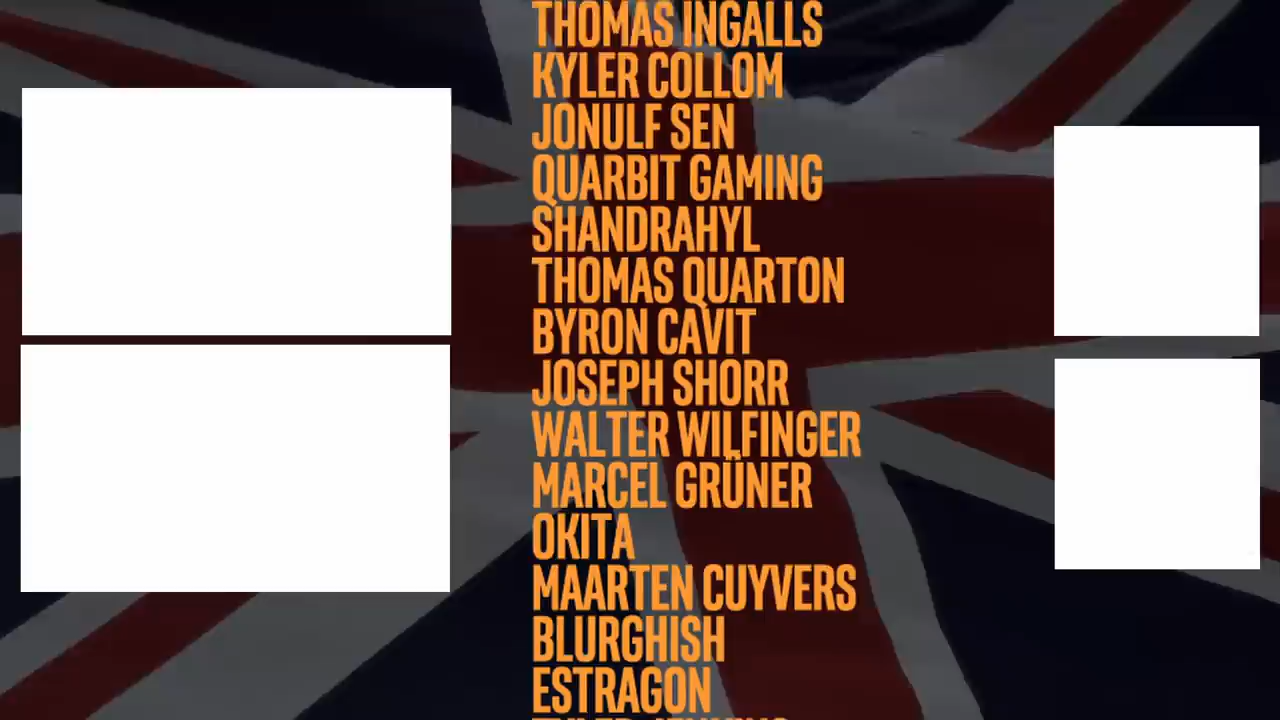 THOMAS INGALLS
KYLER COLLOM
JONULF SEN
QUARBIT GAMING
SHANDRAHYL
THOMAS QUARTON
BYRON CAVIT
JOSEPH SHORR
WALTER WILFINGER
MARCEL GRÜNER
OKITA
MAARTEN CUYVERS
BLURGHISH
ESTRAGON